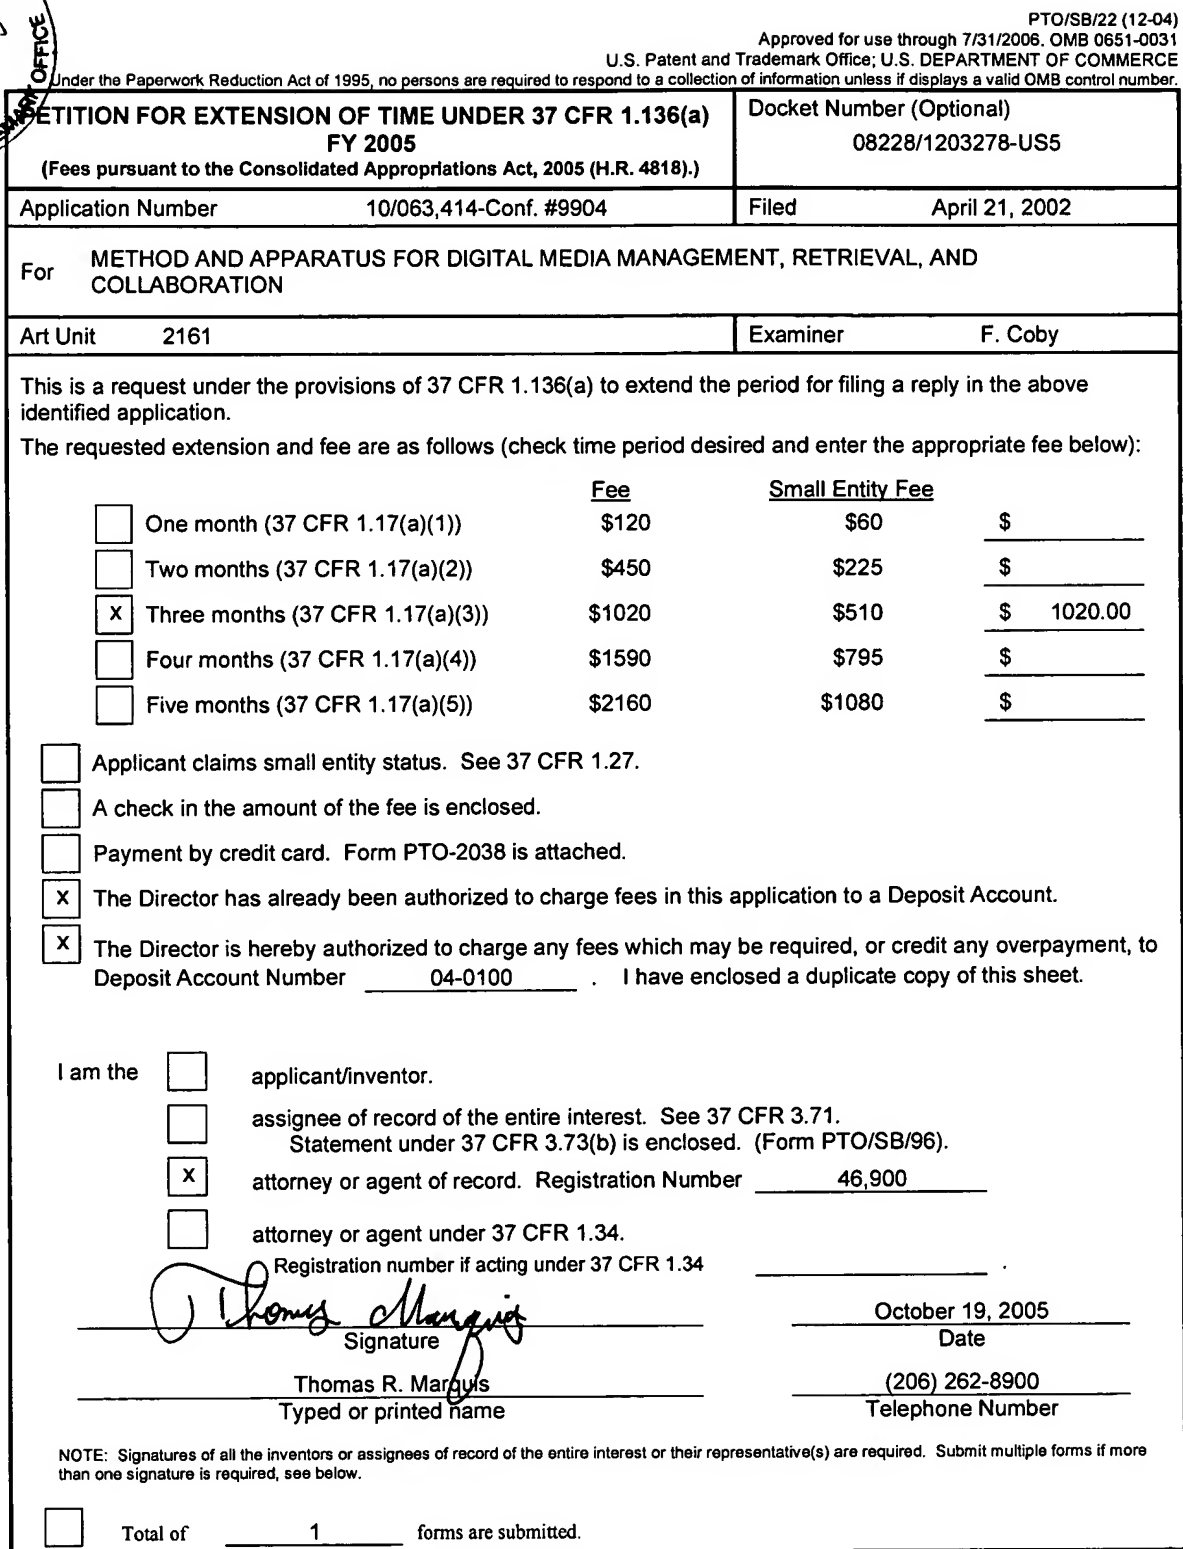 PTO/SB/22 (12-04)
Approved for use through 7/31/2006. OMB 0651-0031
U.S. Patent and Trademark Office; U.S. DEPARTMENT OF COMMERCE
Under the Paperwork Reduction Act of 1995, no persons are required to respond to a collection of information unless if displays a valid OMB control number.
OFFICE
ETITION FOR EXTENSION OF TIME UNDER 37 CFR 1.136(a)
FY 2005
(Fees pursuant to the Consolidated Appropriations Act, 2005 (H.R. 4818).)
Docket Number (Optional)
08228/1203278-US5
Application Number 10/063,414-Conf. #9904
Filed April 21, 2002
For METHOD AND APPARATUS FOR DIGITAL MEDIA MANAGEMENT, RETRIEVAL, AND
COLLABORATION
Art Unit 2161
Examiner F. Coby
This is a request under the provisions of 37 CFR 1.136(a) to extend the period for filing a reply in the above
identified application.
The requested extension and fee are as follows (check time period desired and enter the appropriate fee below):
Fee Small Entity Fee
One month (37 CFR 1.17(a)(1)) $120 $60 $
Two months (37 CFR 1.17(a)(2)) $450 $225 $
X Three months (37 CFR 1.17(a)(3)) $1020 $510 $ 1020.00
Four months (37 CFR 1.17(a)(4)) $1590 $795 $
Five months (37 CFR 1.17(a)(5)) $2160 $1080 $
Applicant claims small entity status. See 37 CFR 1.27.
A check in the amount of the fee is enclosed.
Payment by credit card. Form PTO-2038 is attached.
X The Director has already been authorized to charge fees in this application to a Deposit Account.
X The Director is hereby authorized to charge any fees which may be required, or credit any overpayment, to
Deposit Account Number 04-0100 . I have enclosed a duplicate copy of this sheet.
I am the applicant/inventor.
assignee of record of the entire interest. See 37 CFR 3.71.
Statement under 37 CFR 3.73(b) is enclosed. (Form PTO/SB/96).
X attorney or agent of record. Registration Number 46,900
attorney or agent under 37 CFR 1.34.
Registration number if acting under 37 CFR 1.34 .
Thomas Marquis
October 19, 2005
Signature
Date
Thomas R. Marquis
(206) 262-8900
Typed or printed name
Telephone Number
NOTE: Signatures of all the inventors or assignees of record of the entire interest or their representative(s) are required. Submit multiple forms if more
than one signature is required, see below.
Total of 1 forms are submitted.